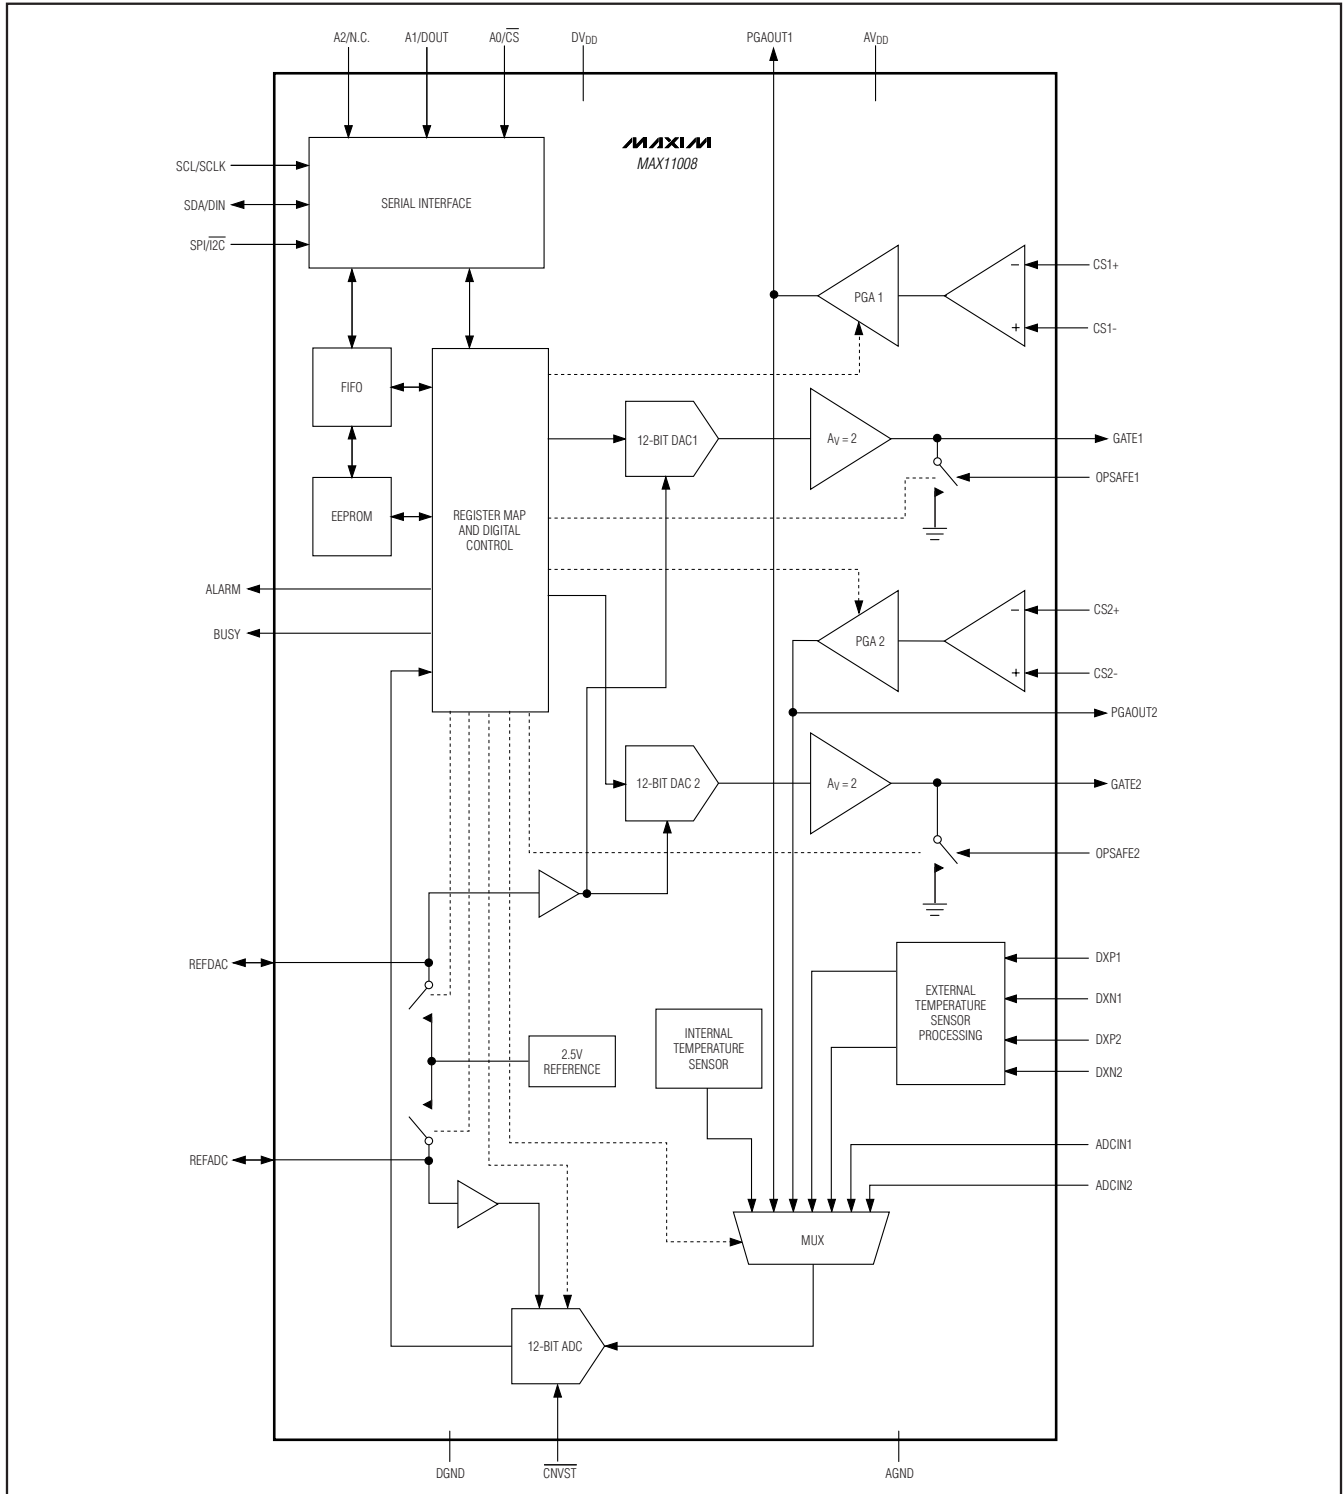 A2/N.C. A1/DOUT A0/C̅S̅ DVDD PGAOUT1 AVDD
MAXIM
MAX11008
SCL/SCLK
SDA/DIN
SPI/I̅2̅C̅
SERIAL INTERFACE
CS1+
−
PGA 1
+
CS1-
FIFO
12-BIT DAC1
AV = 2
GATE1
OPSAFE1
EEPROM
REGISTER MAP
AND DIGITAL
CONTROL
ALARM
BUSY
CS2+
−
PGA 2
+
CS2-
PGAOUT2
12-BIT DAC 2
AV = 2
GATE2
OPSAFE2
REFDAC
DXP1
DXN1
DXP2
DXN2
EXTERNAL
TEMPERATURE
SENSOR
PROCESSING
INTERNAL
TEMPERATURE
SENSOR
2.5V
REFERENCE
REFADC
ADCIN1
ADCIN2
MUX
12-BIT ADC
DGND C̅N̅V̅S̅T̅ AGND